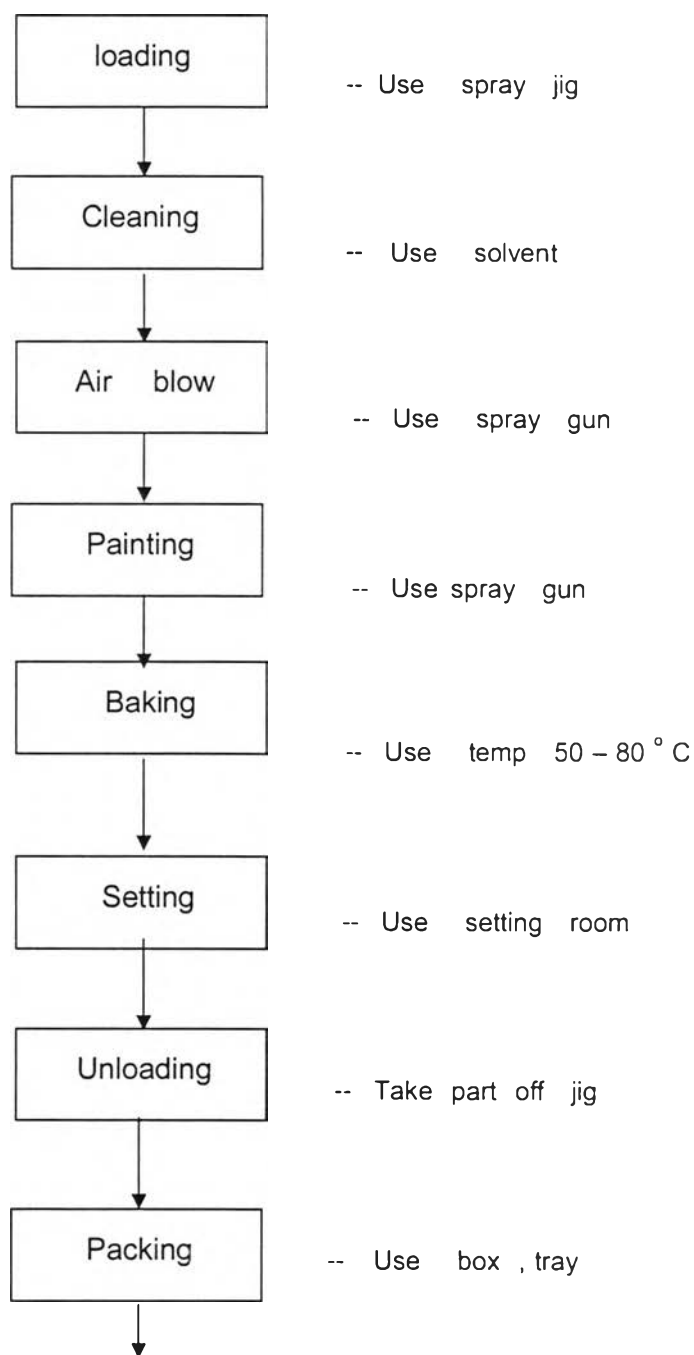 loading
-- Use spray jig
Cleaning
-- Use solvent
Air blow
-- Use spray gun
Painting
-- Use spray gun
Baking
-- Use temp 50 – 80 ° C
Setting
-- Use setting room
Unloading
-- Take part off jig
Packing
-- Use box , tray